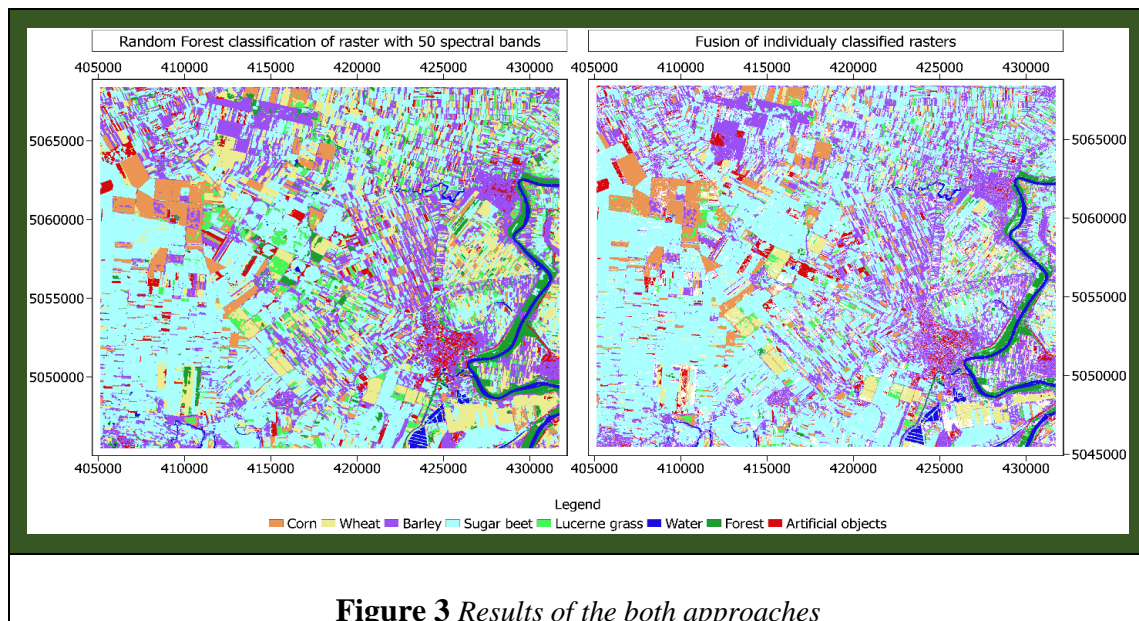 Random Forest classification of raster with 50 spectral bands
Fusion of individualy classified rasters
405000 410000 415000 420000 425000 430000
405000 410000 415000 420000 425000 430000
5065000
5060000
5055000
5050000
5065000
5060000
5055000
5050000
5045000
405000 410000 415000 420000 425000 430000
405000 410000 415000 420000 425000 430000
Legend
Corn Wheat Barley Sugar beet Lucerne grass Water Forest Artificial objects
Figure 3 Results of the both approaches